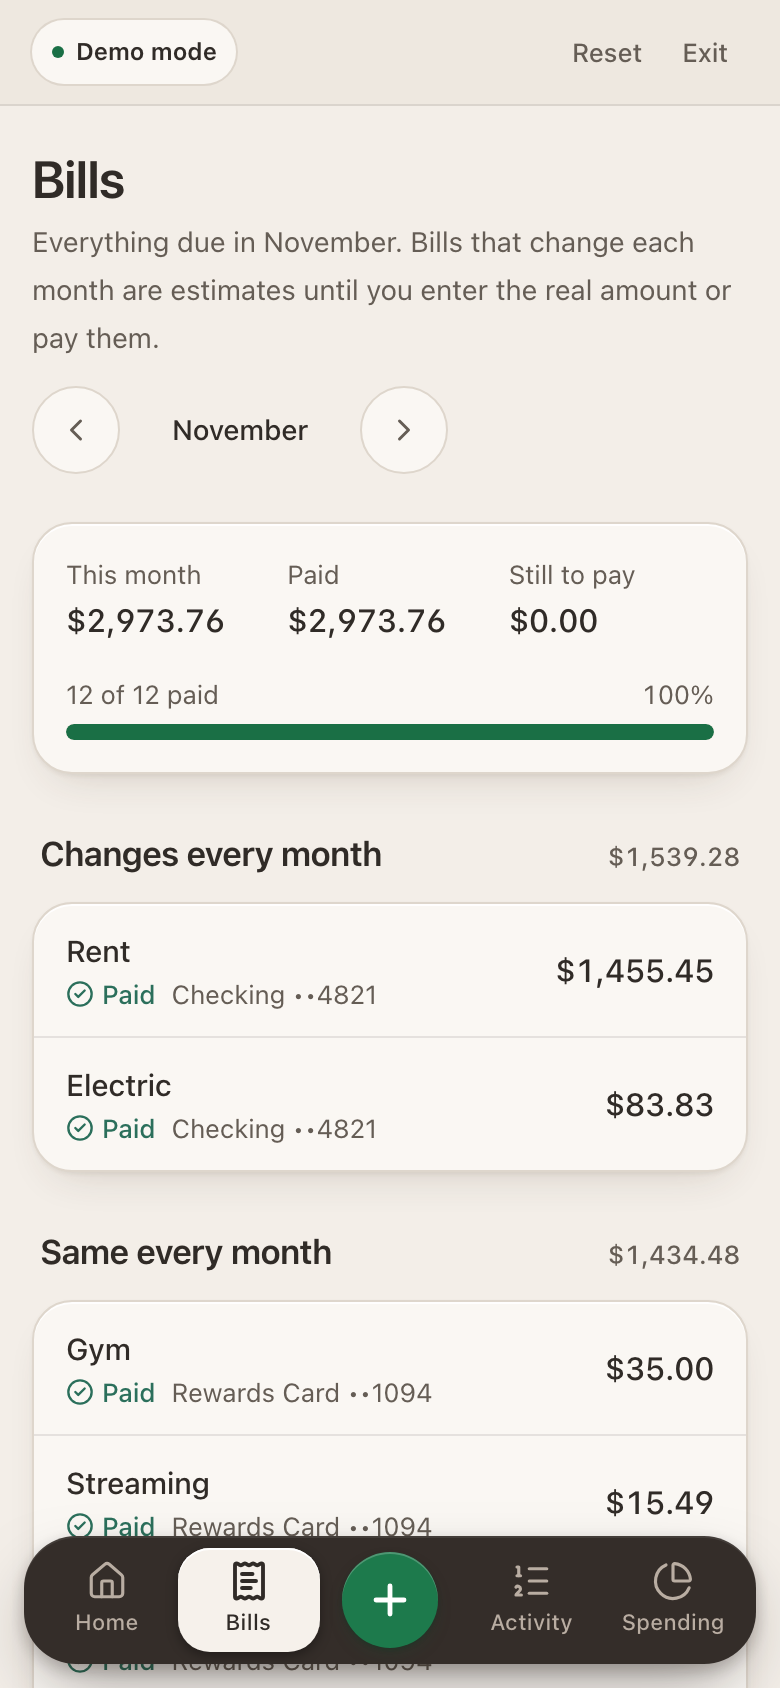 Demo mode
Reset Exit
Bills
Everything due in November. Bills that change each
month are estimates until you enter the real amount or
pay them.
November
This month Paid Still to pay
$2,973.76 $2,973.76 $0.00
12 of 12 paid 100%
Changes every month $1,539.28
Rent $1,455.45
Paid Checking ••4821
Electric $83.83
Paid Checking ••4821
Same every month $1,434.48
Gym $35.00
Paid Rewards Card ••1094
Streaming $15.49
Paid Rewards Card ••1094
Home Bills Activity Spending
Paid Rewards Card ••1094